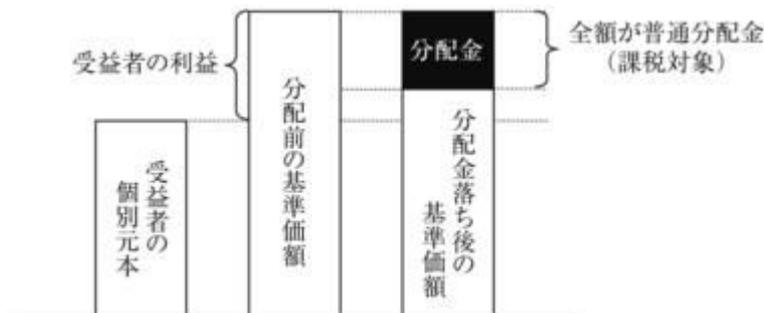 受益者の利益
分配前の基準価額
分配金
全額が普通分配金
（課税対象）
受益者の
個別元本
分配金落ち後の
基準価額